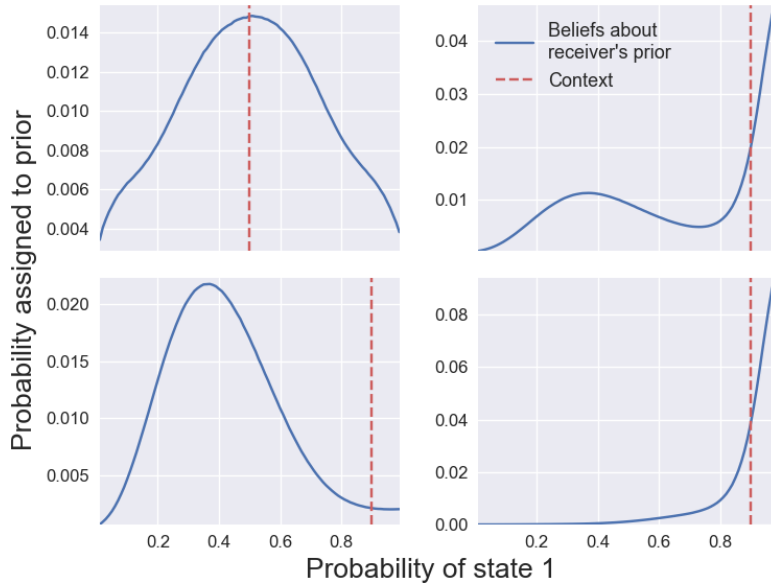 0.014
0.012
0.010
0.008
0.006
0.004
0.04
0.03
0.02
0.01
Beliefs about
receiver's prior
Context
Probability assigned to prior
0.020
0.015
0.010
0.005
0.2 0.4 0.6 0.8
0.08
0.06
0.04
0.02
0.00
0.2 0.4 0.6 0.8
Probability of state 1